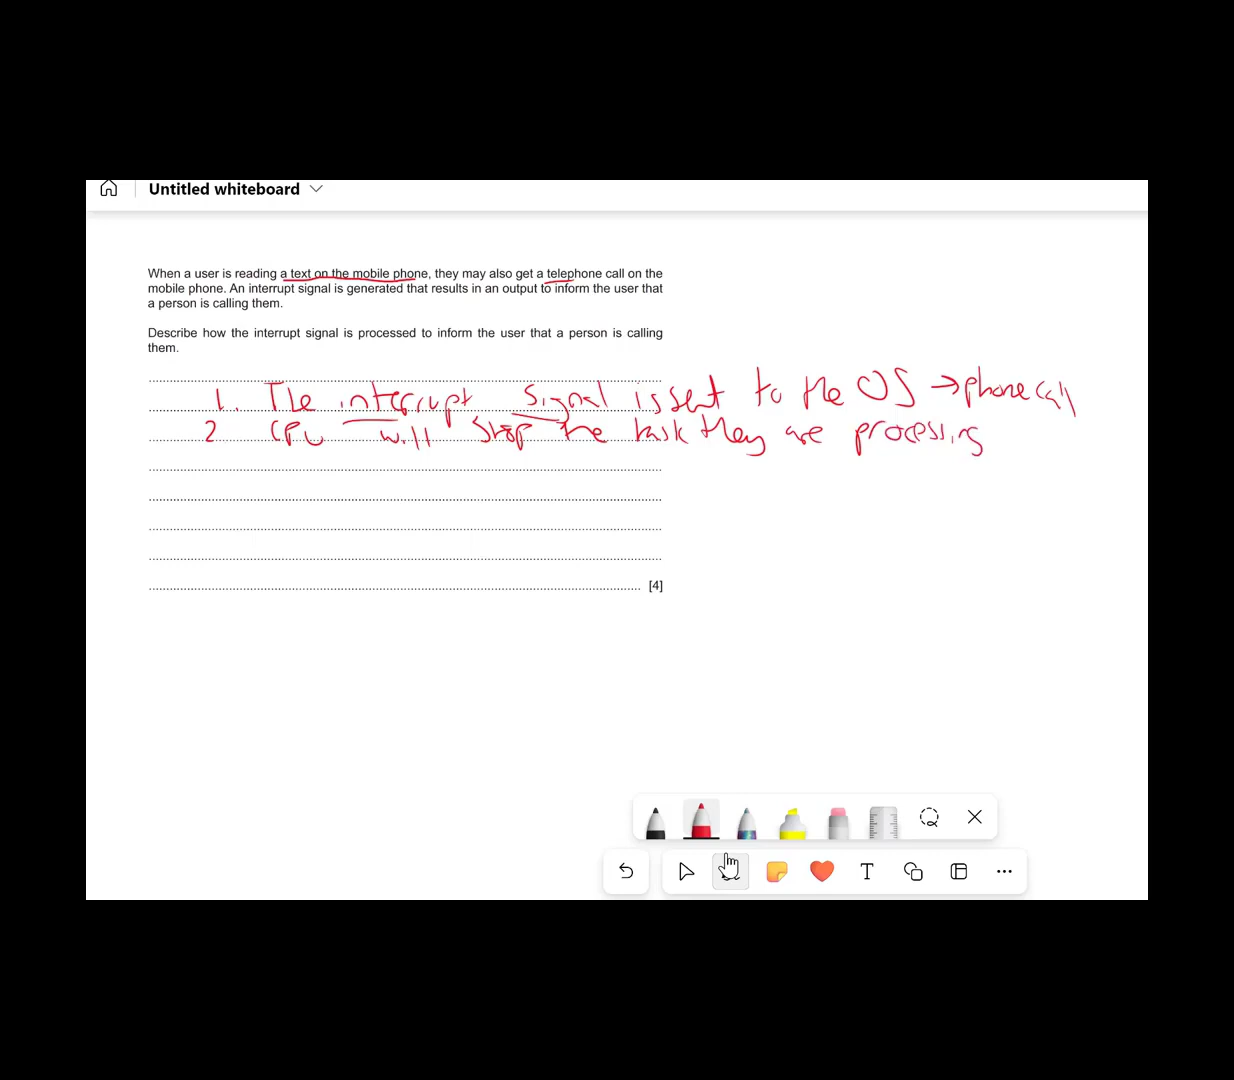 Untitled whiteboard
When a user is reading a text on the mobile phone, they may also get a telephone call on the
mobile phone. An interrupt signal is generated that results in an output to inform the user that
a person is calling them.
Describe how the interrupt signal is processed to inform the user that a person is calling
them.
1. The interrupt signal is sent to the OS → phone call
2 CPU will stop the task they are processing
[4]
T